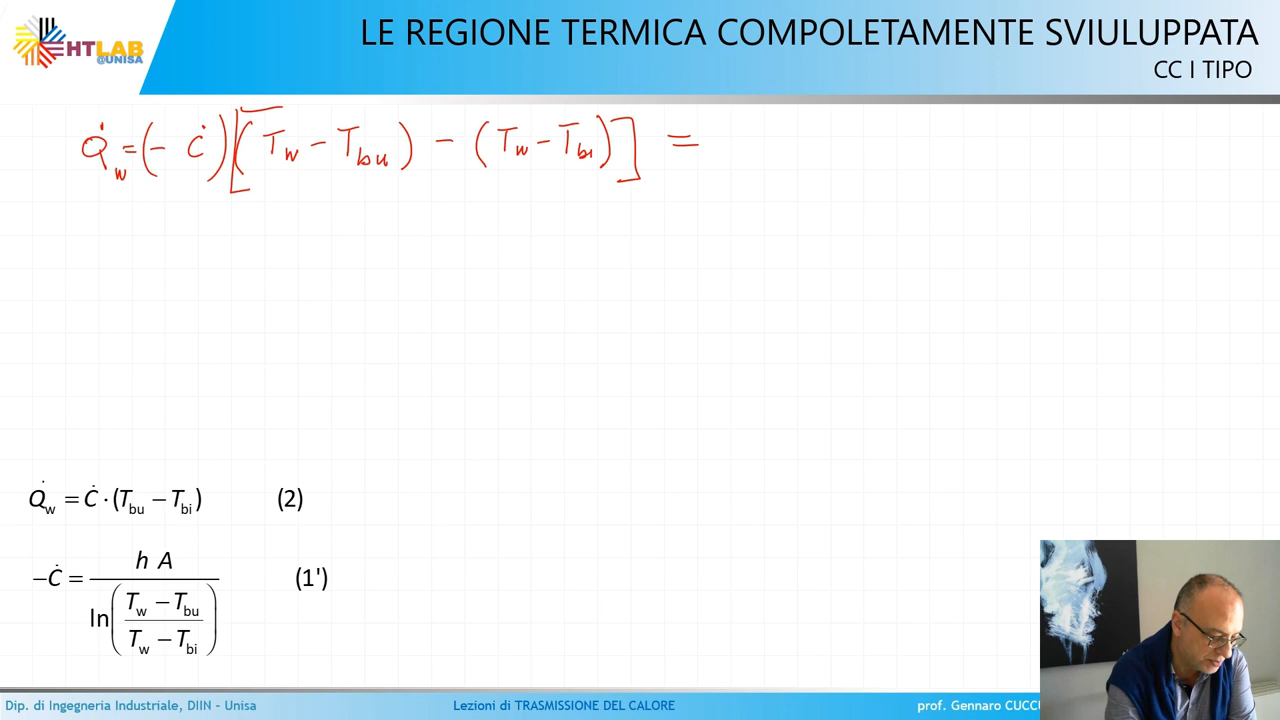 HTLAB
@UNISA
LE REGIONE TERMICA COMPOLETAMENTE SVIULUPPATA
CC I TIPO
Q̇w = (- Ċ) [(Tw - Tbu) - (Tw - Tbi)] =
Q̇w = Ċ · (Tbu − Tbi) (2)
−Ċ = h A / ln((Tw − Tbu) / (Tw − Tbi)) (1')
Dip. di Ingegneria Industriale, DIIN - Unisa
Lezioni di TRASMISSIONE DEL CALORE
prof. Gennaro CUCCU